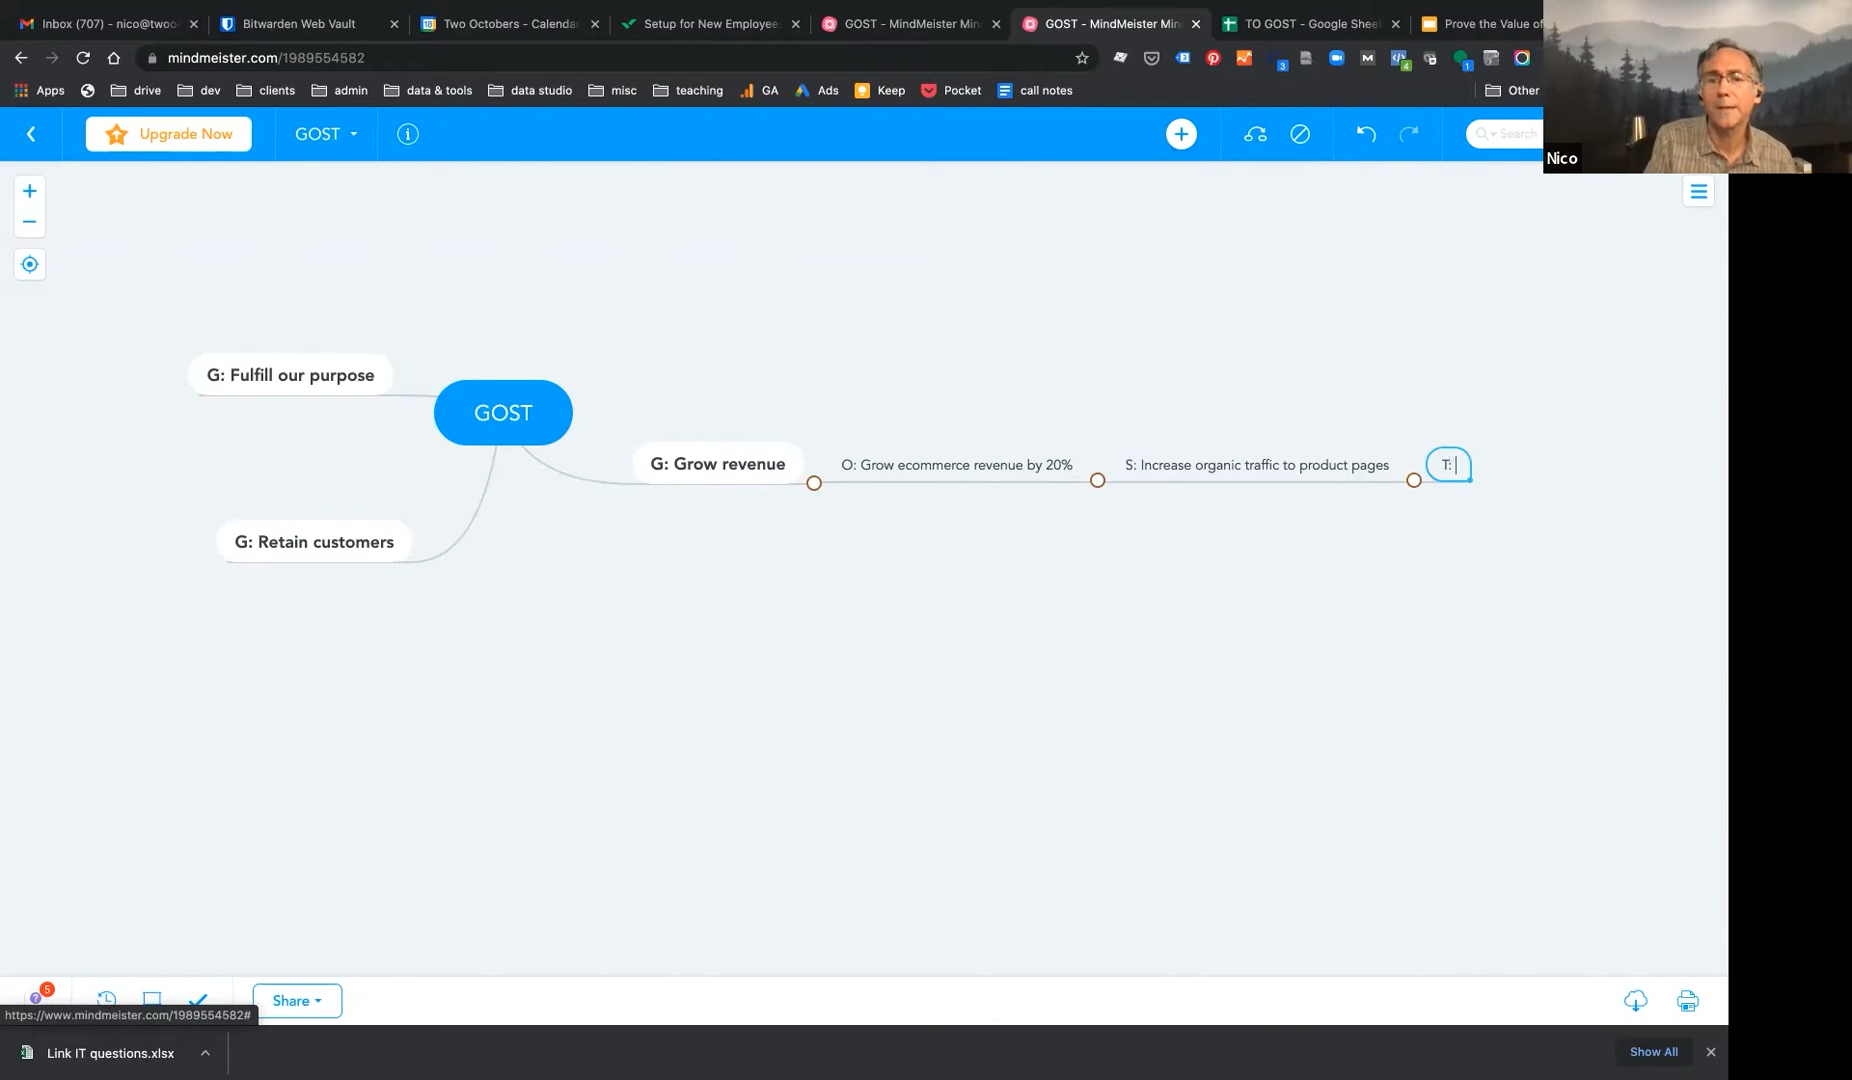 Inbox (707) - nico@twoo
Bitwarden Web Vault
Two Octobers - Calenda
Setup for New Employee
GOST - MindMeister Min
GOST - MindMeister Min
TO GOST - Google Sheet
Prove the Value of
mindmeister.com/1989554582
3
4
1
Apps
drive
dev
clients
admin
data & tools
data studio
misc
teaching
GA
Ads
Keep
Pocket
call notes
Other
Upgrade Now
GOST
Search
Nico
G: Fulfill our purpose
GOST
G: Grow revenue
O: Grow ecommerce revenue by 20%
S: Increase organic traffic to product pages
T:
G: Retain customers
5
Share
https://www.mindmeister.com/1989554582#
Link IT questions.xlsx
Show All